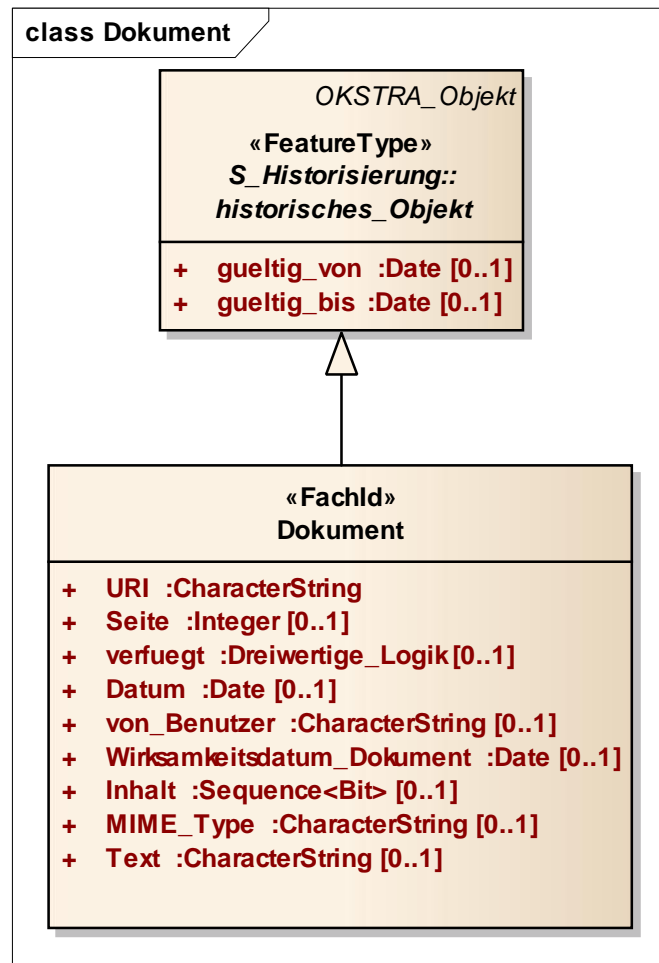 class Dokument
OKSTRA_Objekt
«FeatureType»
S_Historisierung::
historisches_Objekt
+ gueltig_von :Date [0..1]
+ gueltig_bis :Date [0..1]
«FachId»
Dokument
+ URI :CharacterString
+ Seite :Integer [0..1]
+ verfuegt :Dreiwertige_Logik [0..1]
+ Datum :Date [0..1]
+ von_Benutzer :CharacterString [0..1]
+ Wirksamkeitsdatum_Dokument :Date [0..1]
+ Inhalt :Sequence<Bit> [0..1]
+ MIME_Type :CharacterString [0..1]
+ Text :CharacterString [0..1]